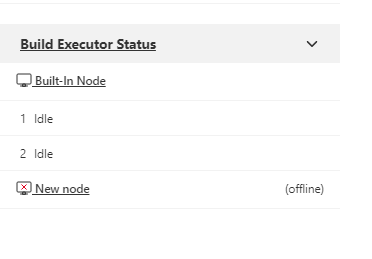 Build Executor Status
Built-In Node
1 Idle
2 Idle
New node (offline)